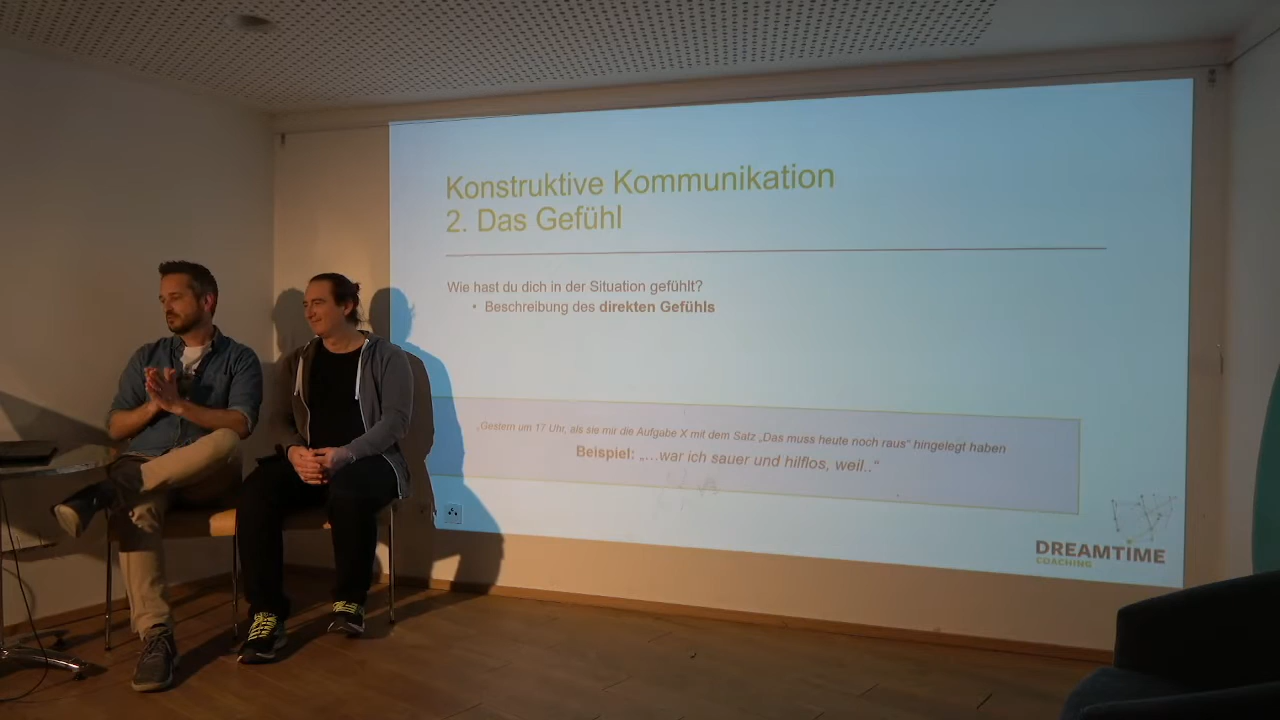 Konstruktive Kommunikation
2. Das Gefühl
Wie hast du dich in der Situation gefühlt?
• Beschreibung des direkten Gefühls
„Gestern um 17 Uhr, als sie mir die Aufgabe X mit dem Satz „Das muss heute noch raus“ hingelegt haben
Beispiel: „…war ich sauer und hilflos, weil..“
DREAMTIME
COACHING